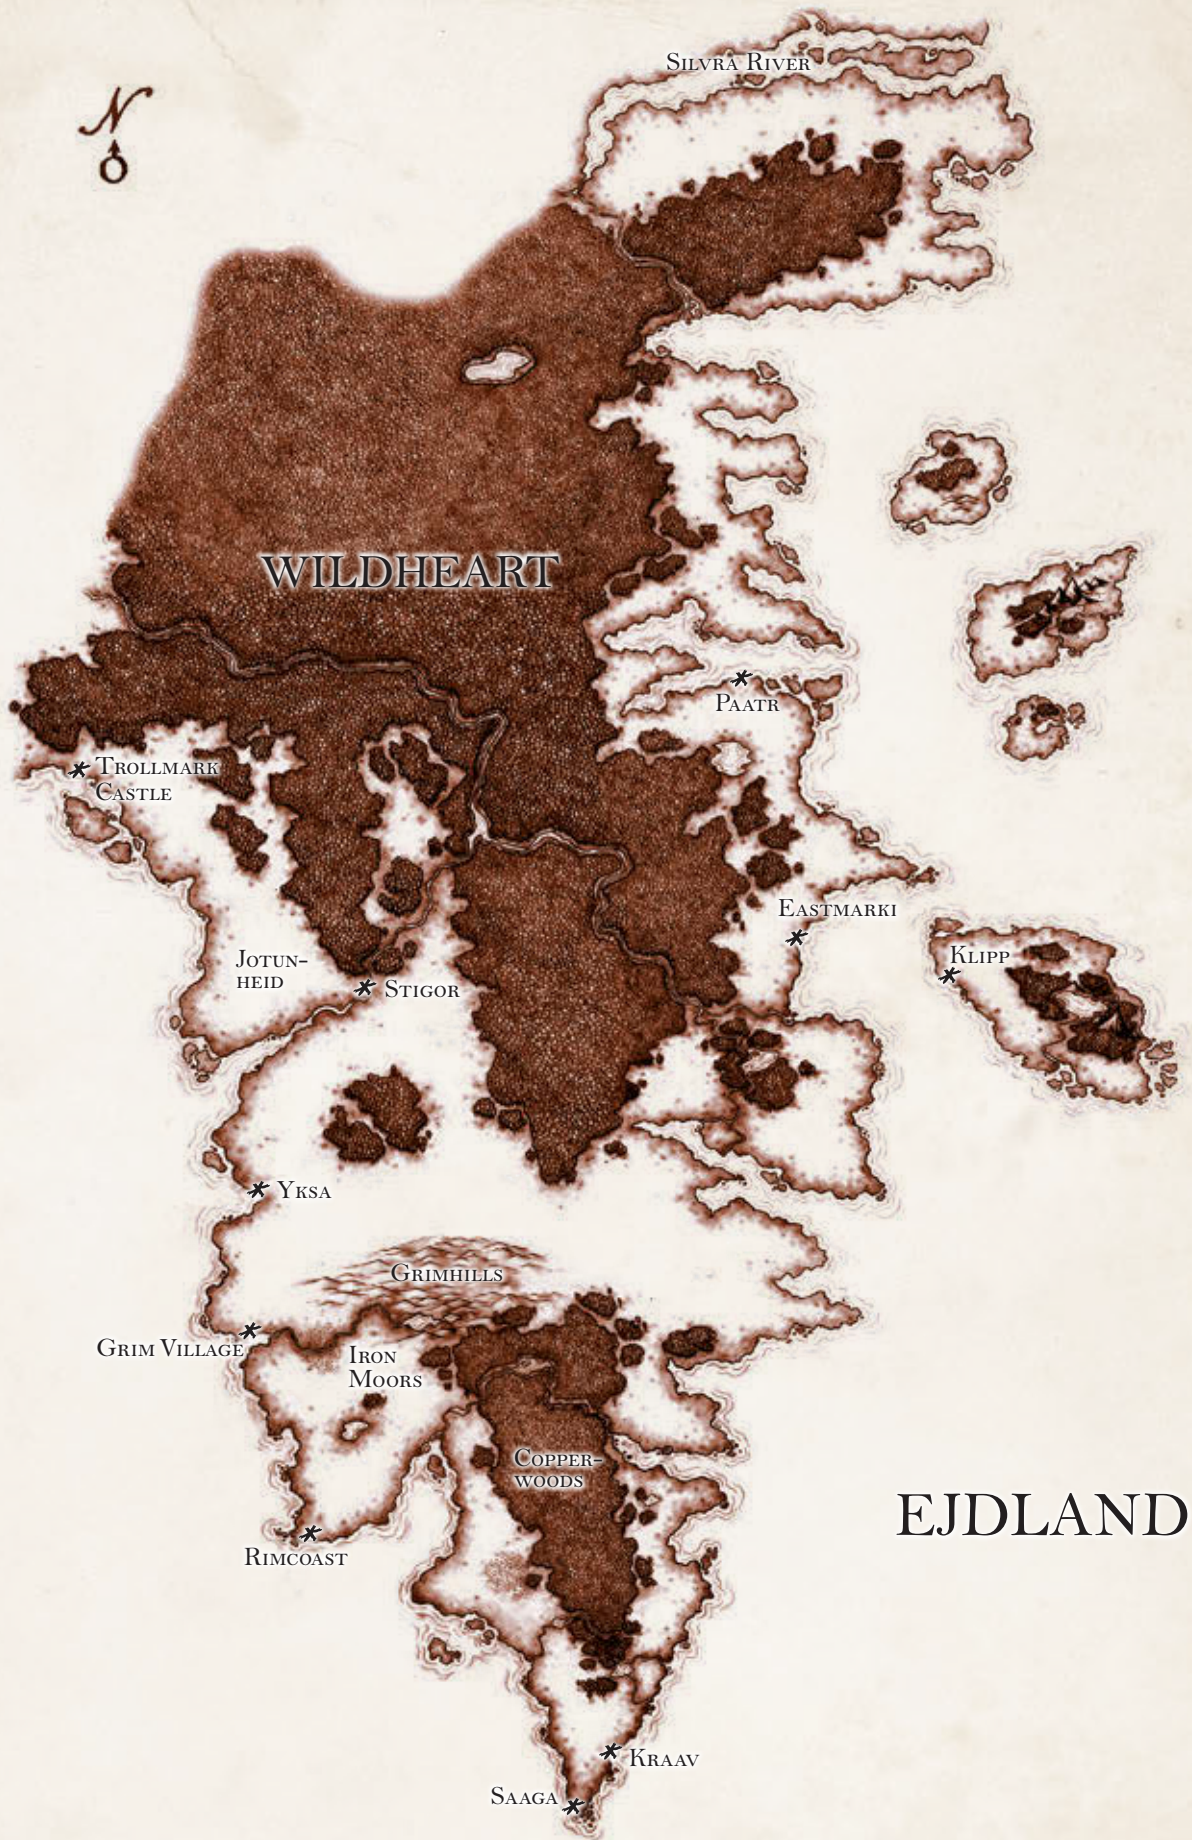 Silvra River
N
WILDHEART
Paatr
Trollmark
Castle
Eastmarki
Klipp
Jotun-
heid
Stigor
Yksa
Grimhills
Grim Village
Iron
Moors
Copper-
woods
EJDLAND
Rimcoast
Kraav
Saaga